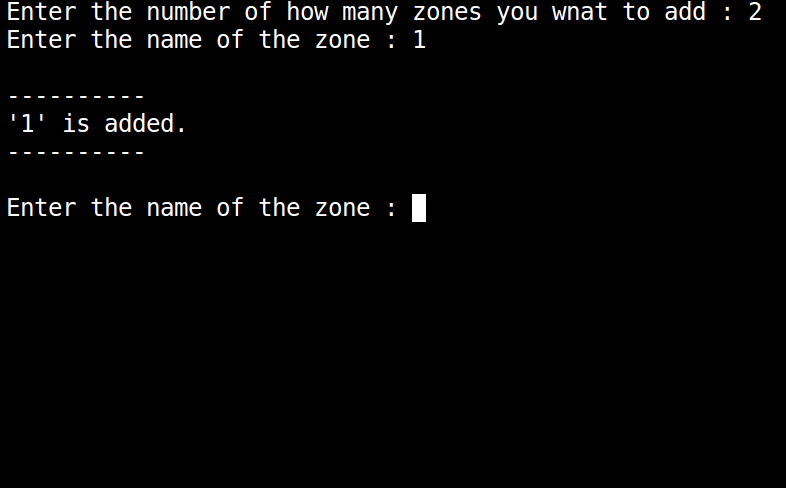 Enter the number of how many zones you wnat to add : 2
Enter the name of the zone : 1
----------
'1' is added.
----------
Enter the name of the zone :